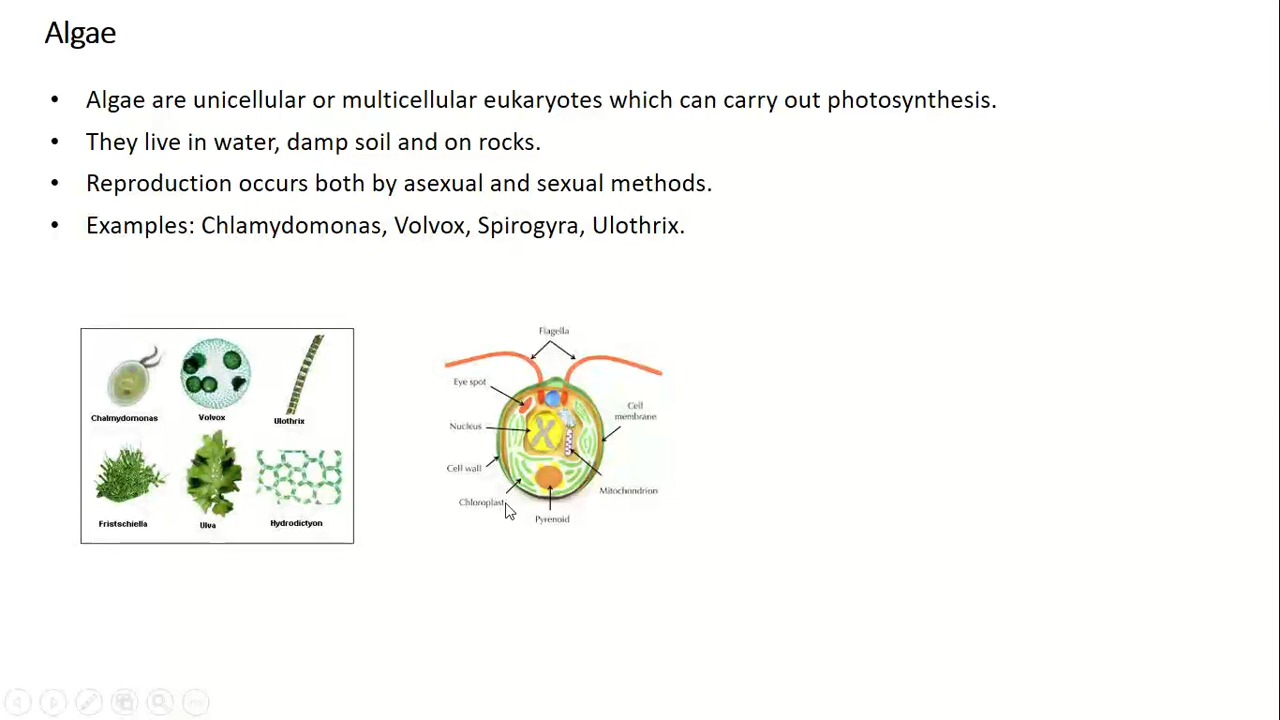 Algae
• Algae are unicellular or multicellular eukaryotes which can carry out photosynthesis.
• They live in water, damp soil and on rocks.
• Reproduction occurs both by asexual and sexual methods.
• Examples: Chlamydomonas, Volvox, Spirogyra, Ulothrix.
Chalmydomonas
Volvox
Ulothrix
Fristschiella
Ulva
Hydrodictyon
Flagella
Eye spot
Nucleus
Cell wall
Chloroplast
Pyrenoid
Cell
membrane
Mitochondrion